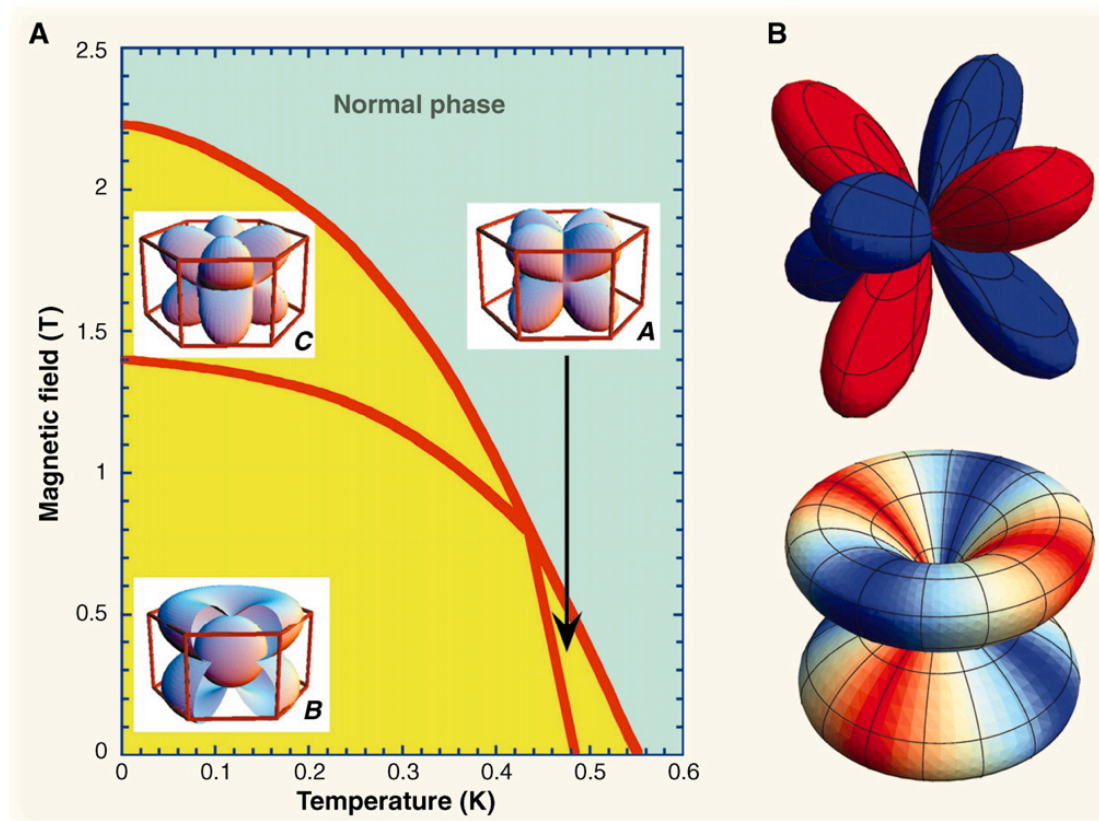 A
B
2.5
Normal phase
2
C
A
1.5
1
0.5
B
0
0
0.1
0.2
0.3
0.4
0.5
0.6
Magnetic field (T)
Temperature (K)